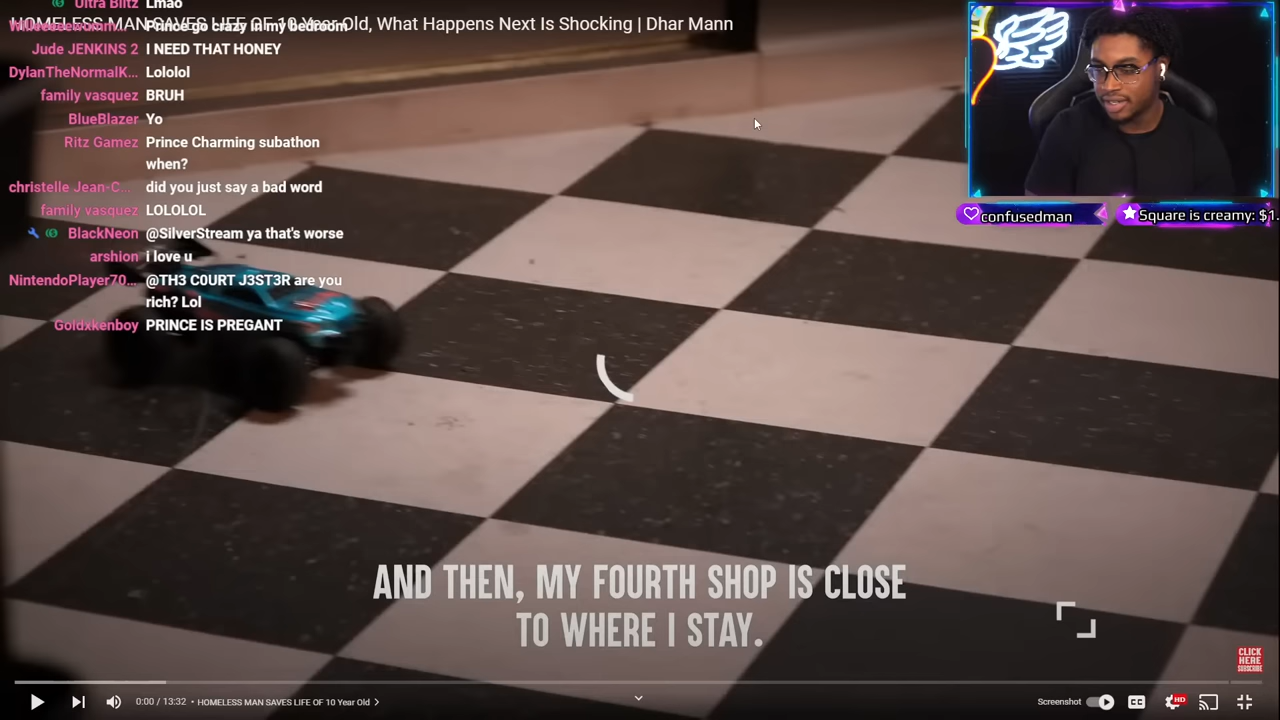 HOMELESS MAN SAVES LIFE OF 10 Year Old, What Happens Next Is Shocking | Dhar Mann
Ultra Blitz Lmao
Prince go crazy in my bedroom
Jude JENKINS 2 I NEED THAT HONEY
DylanTheNormalK... Lololol
family vasquez BRUH
BlueBlazer Yo
Ritz Gamez Prince Charming subathon
when?
christelle Jean-C... did you just say a bad word
family vasquez LOLOLOL
BlackNeon @SilverStream ya that's worse
arshion i love u
NintendoPlayer70... @TH3 C0URT J3ST3R are you
rich? Lol
Goldxkenboy PRINCE IS PREGANT
confusedman
Square is creamy: $1.
AND THEN, MY FOURTH SHOP IS CLOSE
TO WHERE I STAY.
CLICK
HERE
SUBSCRIBE
0:00 / 13:32 • HOMELESS MAN SAVES LIFE OF 10 Year Old
Screenshot
CC
HD